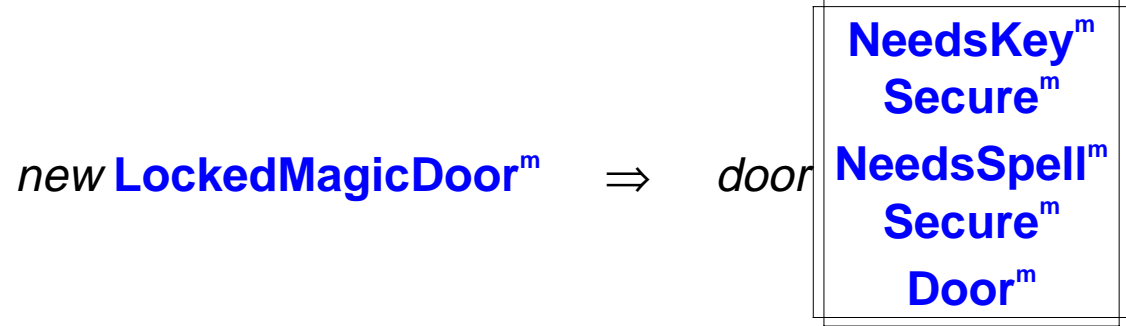 NeedsKeyᵐ
Secureᵐ
new LockedMagicDoorᵐ ⇒ door NeedsSpellᵐ
Secureᵐ
Doorᵐ